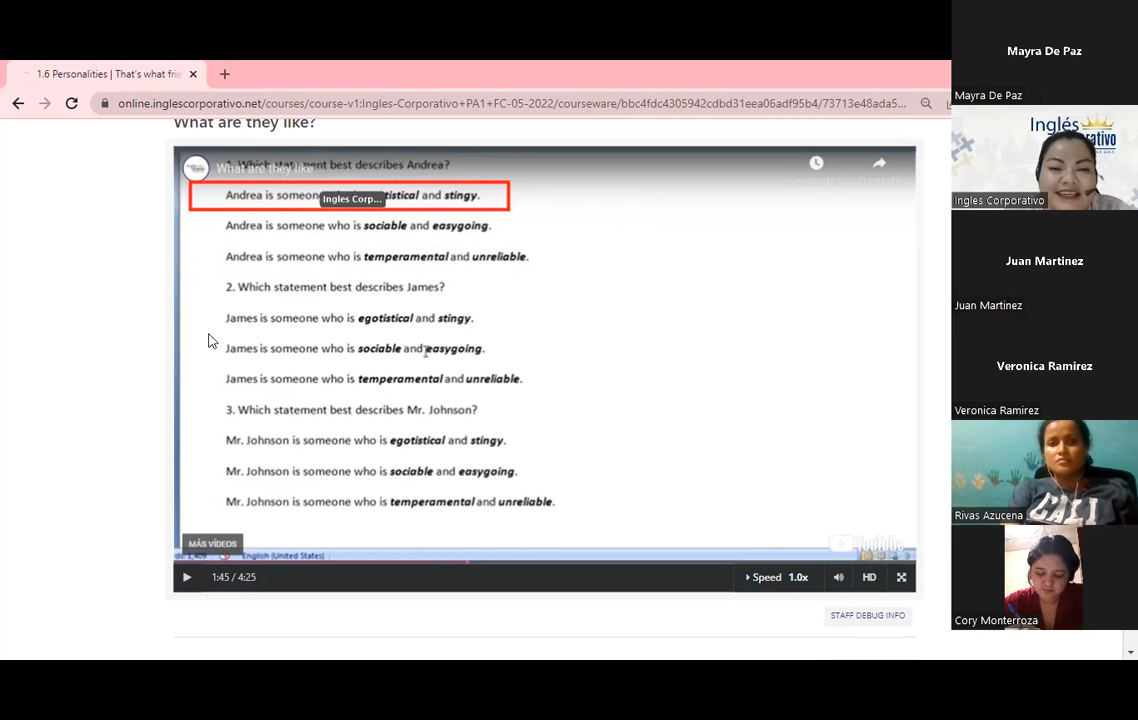 1.6 Personalities | That's what frie
online.inglescorporativo.net/courses/course-v1:Ingles-Corporativo+PA1+FC-05-2022/courseware/bbc4fdc4305942cdbd31eea06adf95b4/73713e48ada5...
What are they like?
What are they like
1. Which statement best describes Andrea?
Andrea is someone egotistical and stingy.
Ingles Corp...
Andrea is someone who is sociable and easygoing.
Andrea is someone who is temperamental and unreliable.
2. Which statement best describes James?
James is someone who is egotistical and stingy.
James is someone who is sociable and easygoing.
James is someone who is temperamental and unreliable.
3. Which statement best describes Mr. Johnson?
Mr. Johnson is someone who is egotistical and stingy.
Mr. Johnson is someone who is sociable and easygoing.
Mr. Johnson is someone who is temperamental and unreliable.
MÁS VÍDEOS
YouTube
English (United States)
1:45 / 4:25
Speed 1.0x
HD
STAFF DEBUG INFO
Mayra De Paz
Mayra De Paz
Inglés
rativo
Ingles Corporativo
Juan Martinez
Juan Martinez
Veronica Ramirez
Veronica Ramirez
CALI
Rivas Azucena
Cory Monterroza